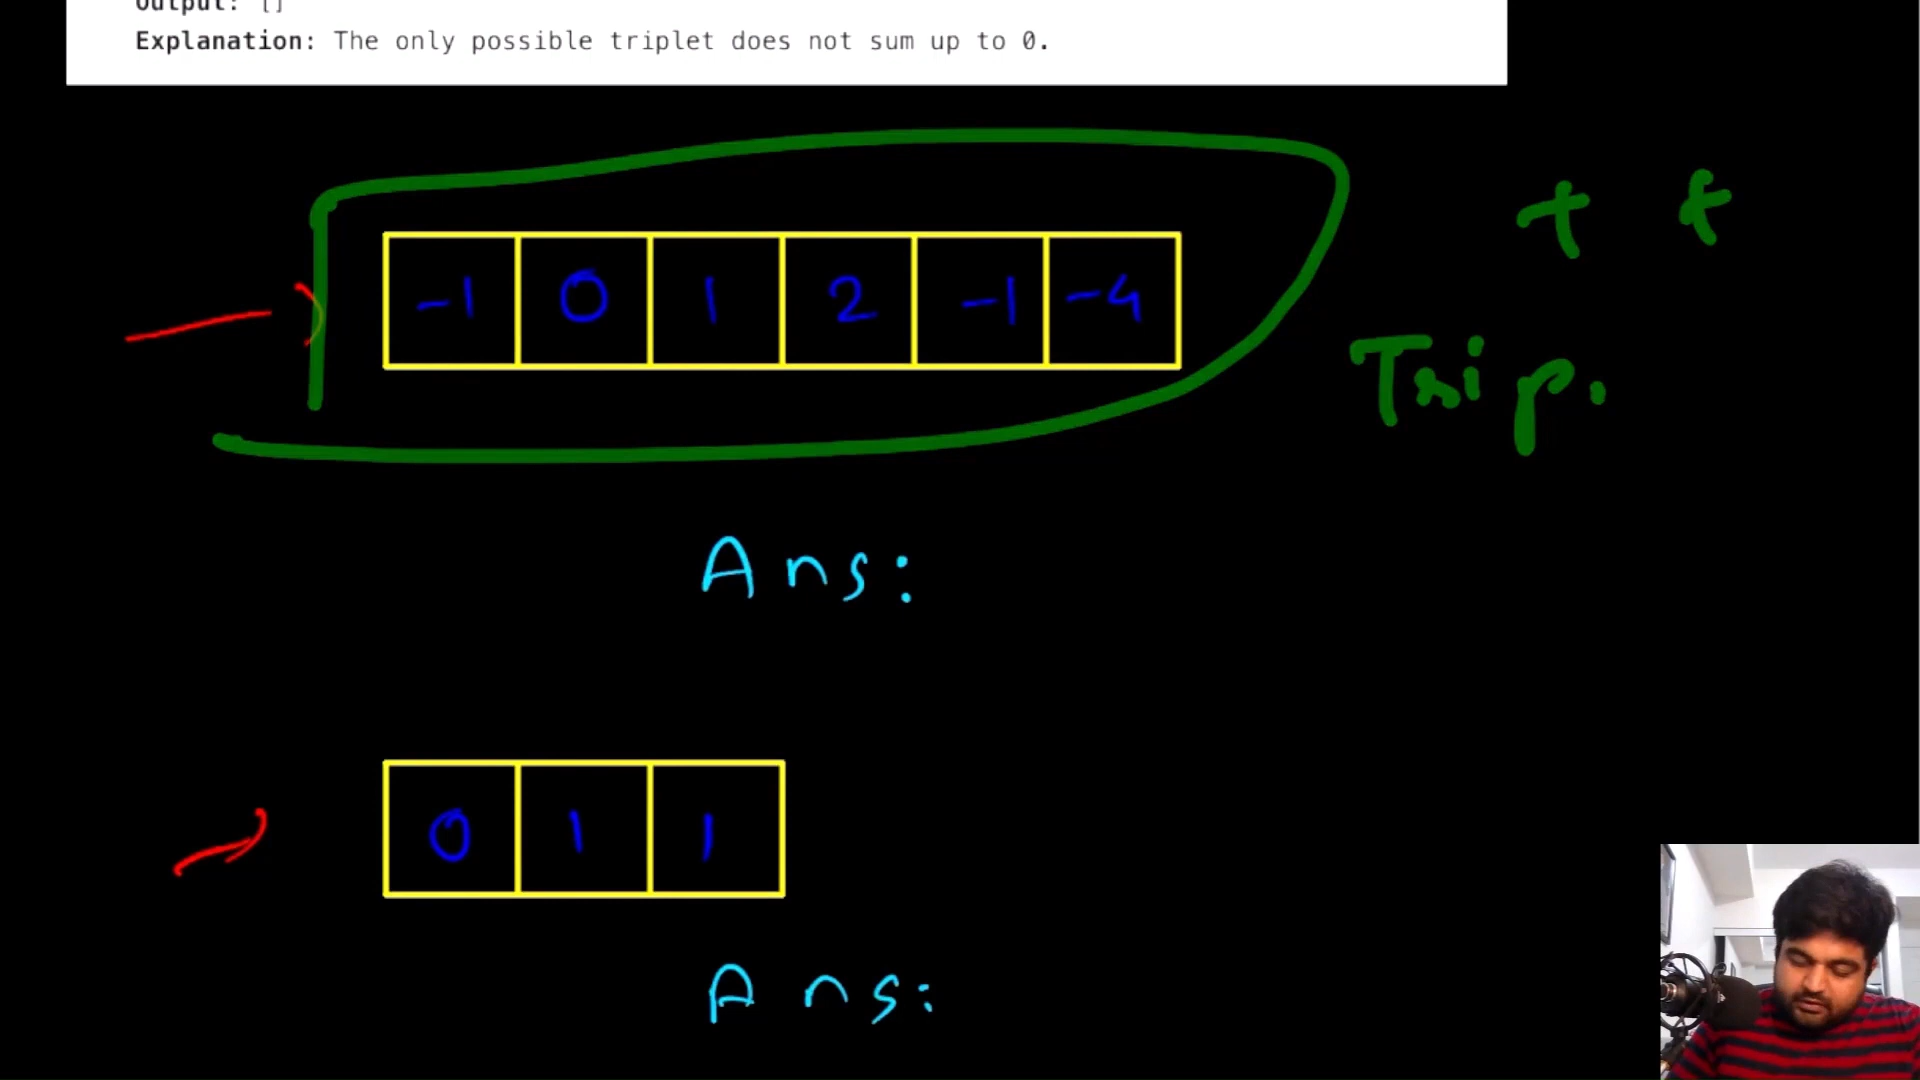 Output: []
Explanation: The only possible triplet does not sum up to 0.
-1 0 1 2 -1 -4
Trip.
Ans:
0 1 1
Ans: